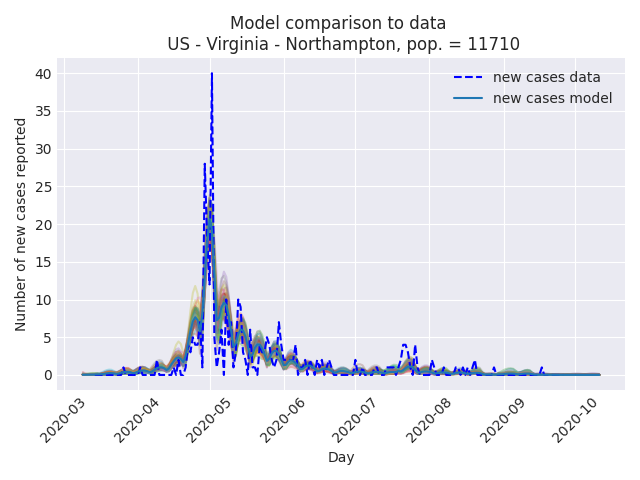 Model comparison to data
US - Virginia - Northampton, pop. = 11710
new cases data
new cases model
Number of new cases reported
40
35
30
25
20
15
10
5
0
2020-03
2020-04
2020-05
2020-06
2020-07
2020-08
2020-09
2020-10
Day